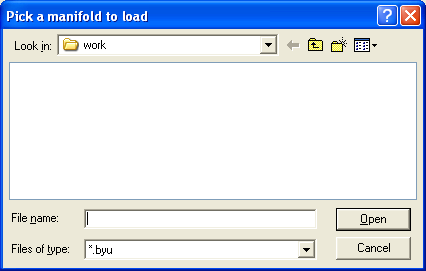 Pick a manifold to load
Look in: work
File name:
Open
Files of type: *.byu
Cancel